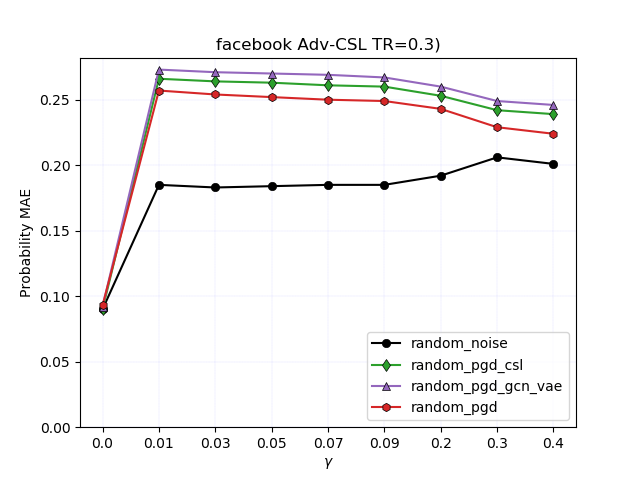 facebook Adv-CSL TR=0.3)
Probability MAE
0.25
0.20
0.15
0.10
0.05
0.00
random_noise
random_pgd_csl
random_pgd_gcn_vae
random_pgd
0.0 0.01 0.03 0.05 0.07 0.09 0.2 0.3 0.4
γ